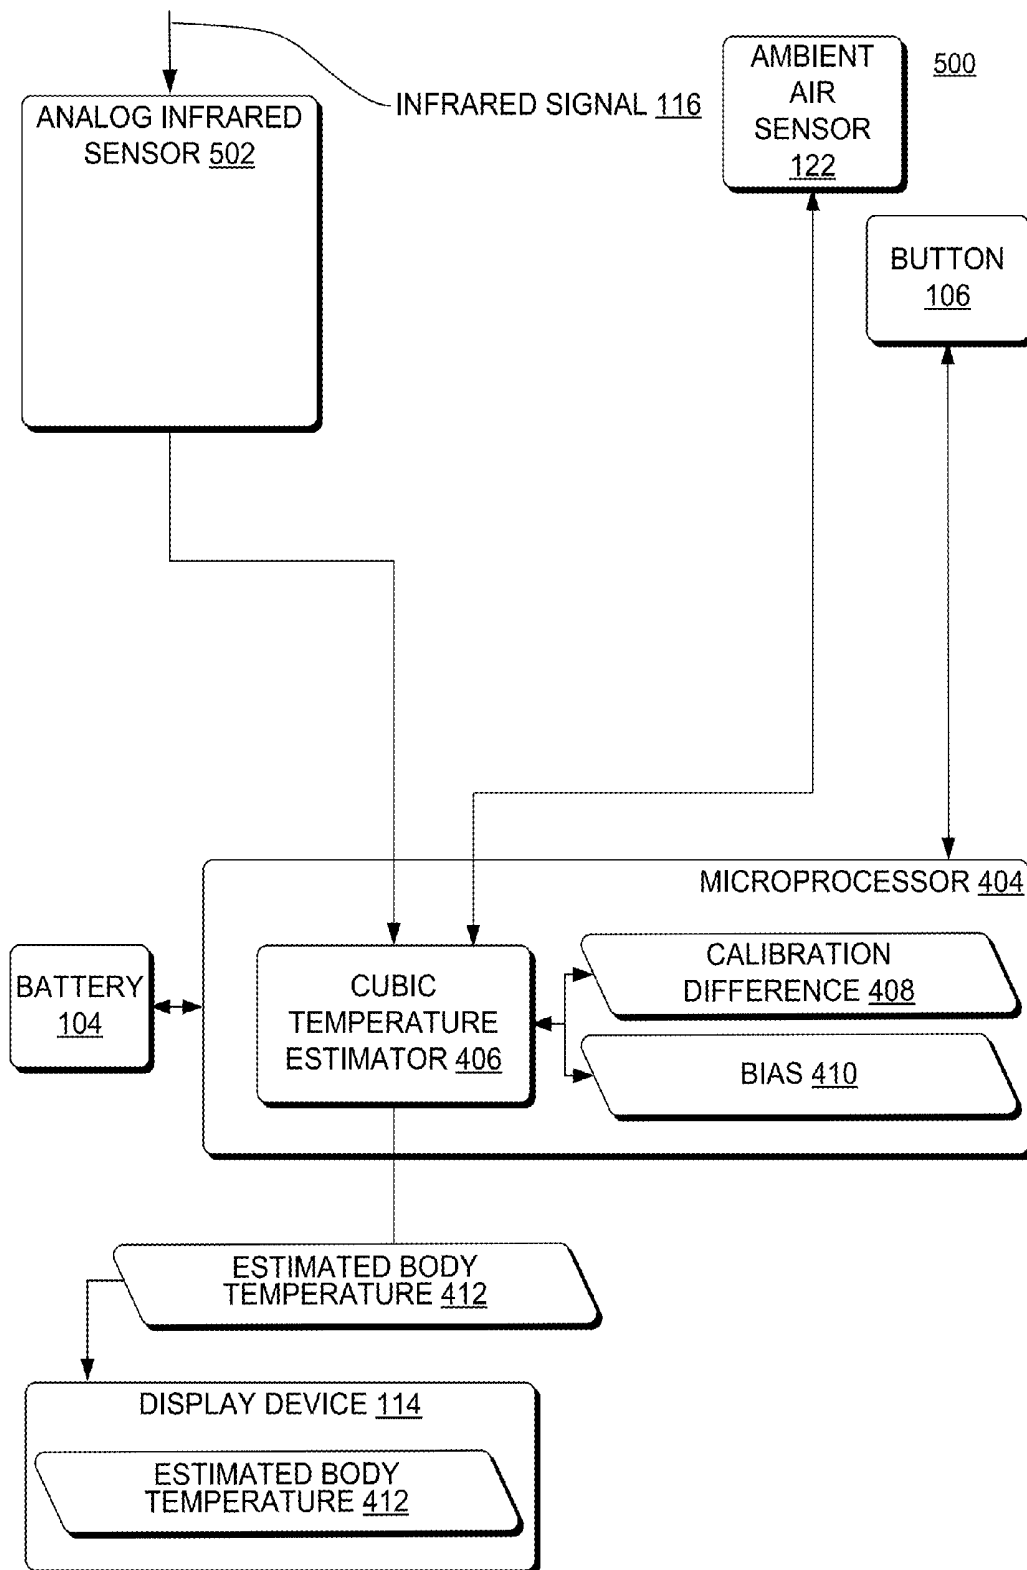 ANALOG INFRARED
SENSOR 502
INFRARED SIGNAL 116
AMBIENT
AIR
SENSOR
122
500
BUTTON
106
MICROPROCESSOR 404
BATTERY
104
CUBIC
TEMPERATURE
ESTIMATOR 406
CALIBRATION
DIFFERENCE 408
BIAS 410
ESTIMATED BODY
TEMPERATURE 412
DISPLAY DEVICE 114
ESTIMATED BODY
TEMPERATURE 412